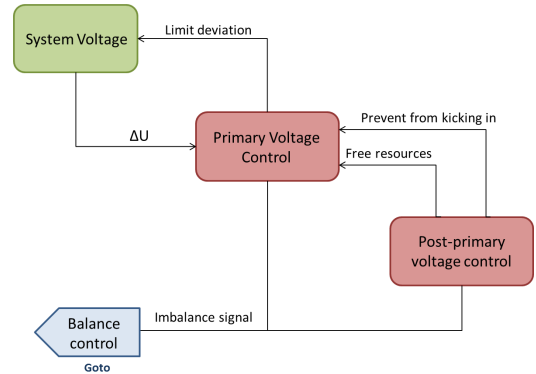 System Voltage
Limit deviation
ΔU
Primary Voltage
Control
Prevent from kicking in
Free resources
Post-primary
voltage control
Imbalance signal
Balance
control
Goto